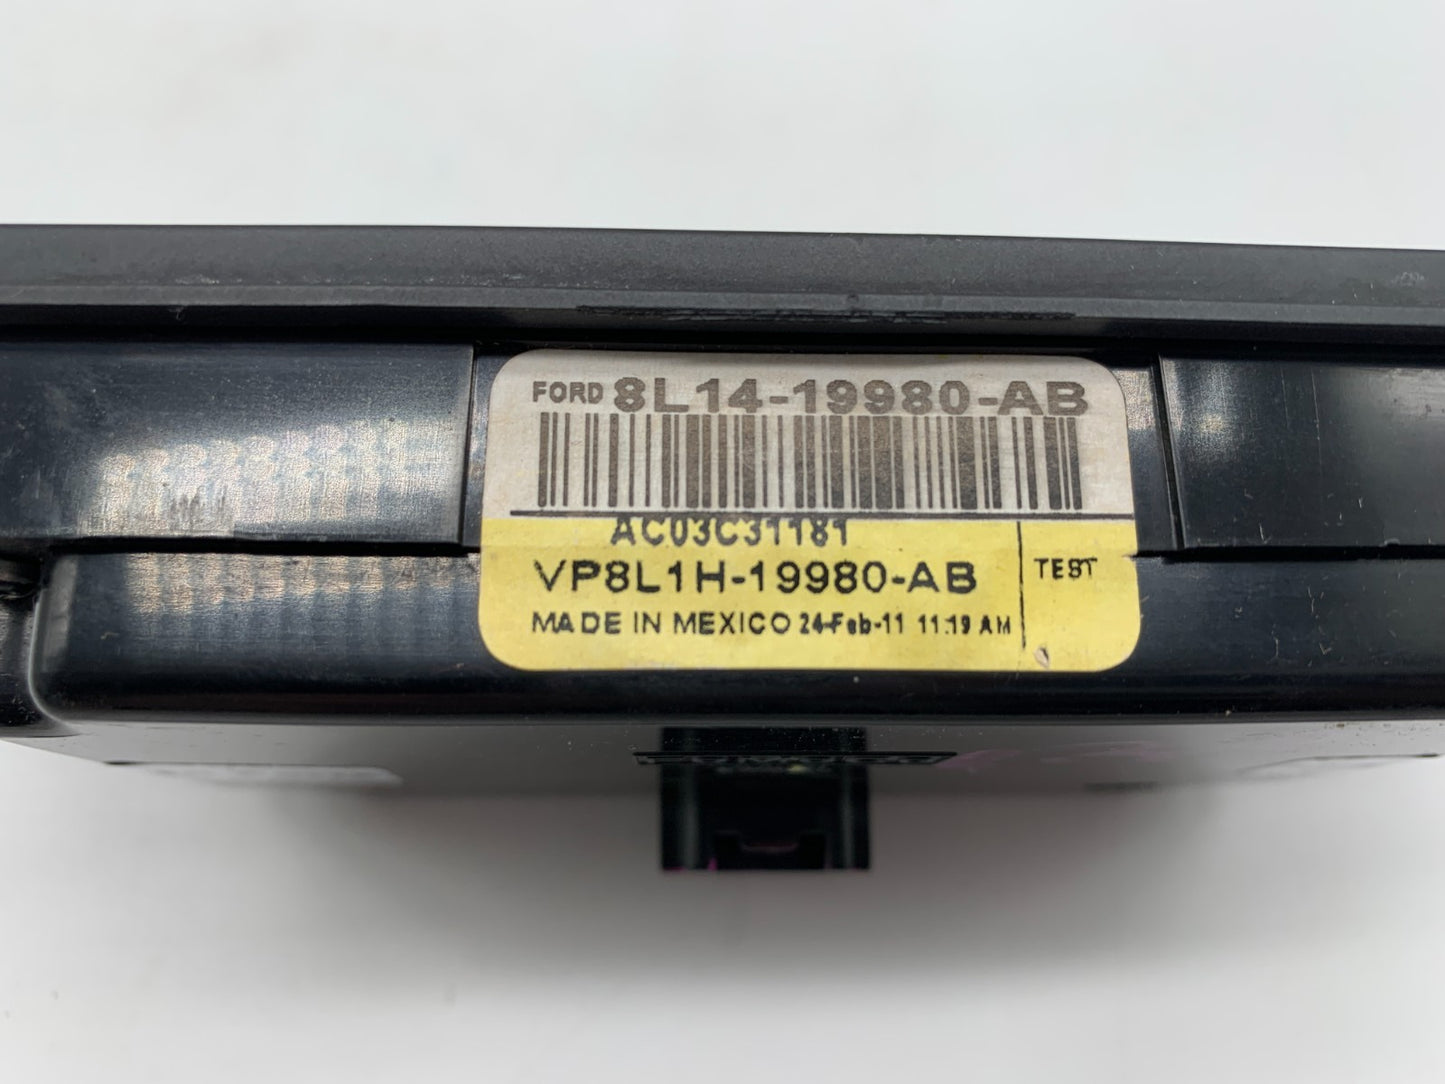 FORD 8L14-19980-AB
AC03C31181
VP8L1H-19980-AB
TEST
MADE IN MEXICO 24-Feb-11 11:19 AM